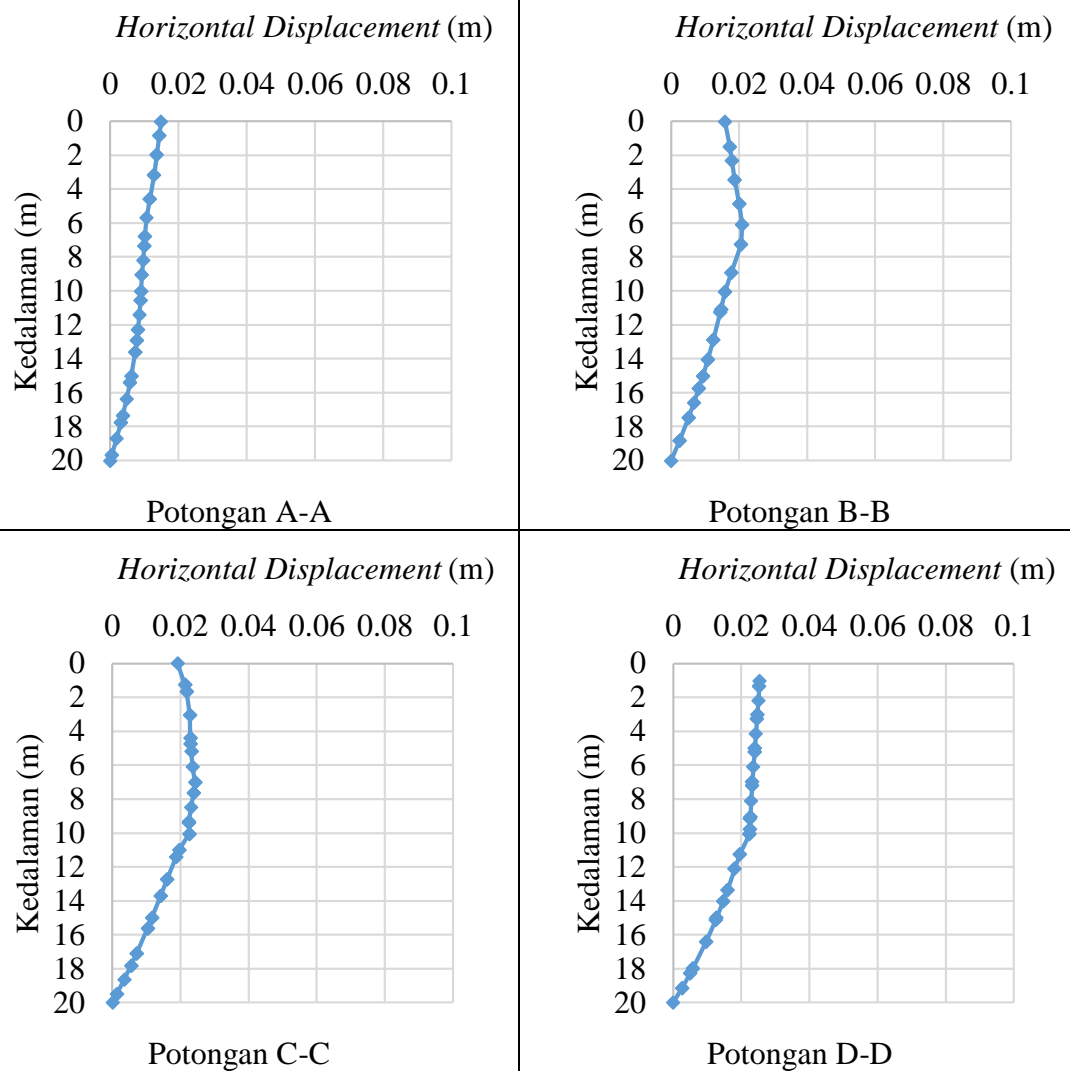 Horizontal Displacement (m)
0 0.02 0.04 0.06 0.08 0.1
0
2
4
6
8
10
12
14
16
18
20
Kedalaman (m)
Potongan A-A
Horizontal Displacement (m)
0 0.02 0.04 0.06 0.08 0.1
0
2
4
6
8
10
12
14
16
18
20
Kedalaman (m)
Potongan B-B
Horizontal Displacement (m)
0 0.02 0.04 0.06 0.08 0.1
0
2
4
6
8
10
12
14
16
18
20
Kedalaman (m)
Potongan C-C
Horizontal Displacement (m)
0 0.02 0.04 0.06 0.08 0.1
0
2
4
6
8
10
12
14
16
18
20
Kedalaman (m)
Potongan D-D